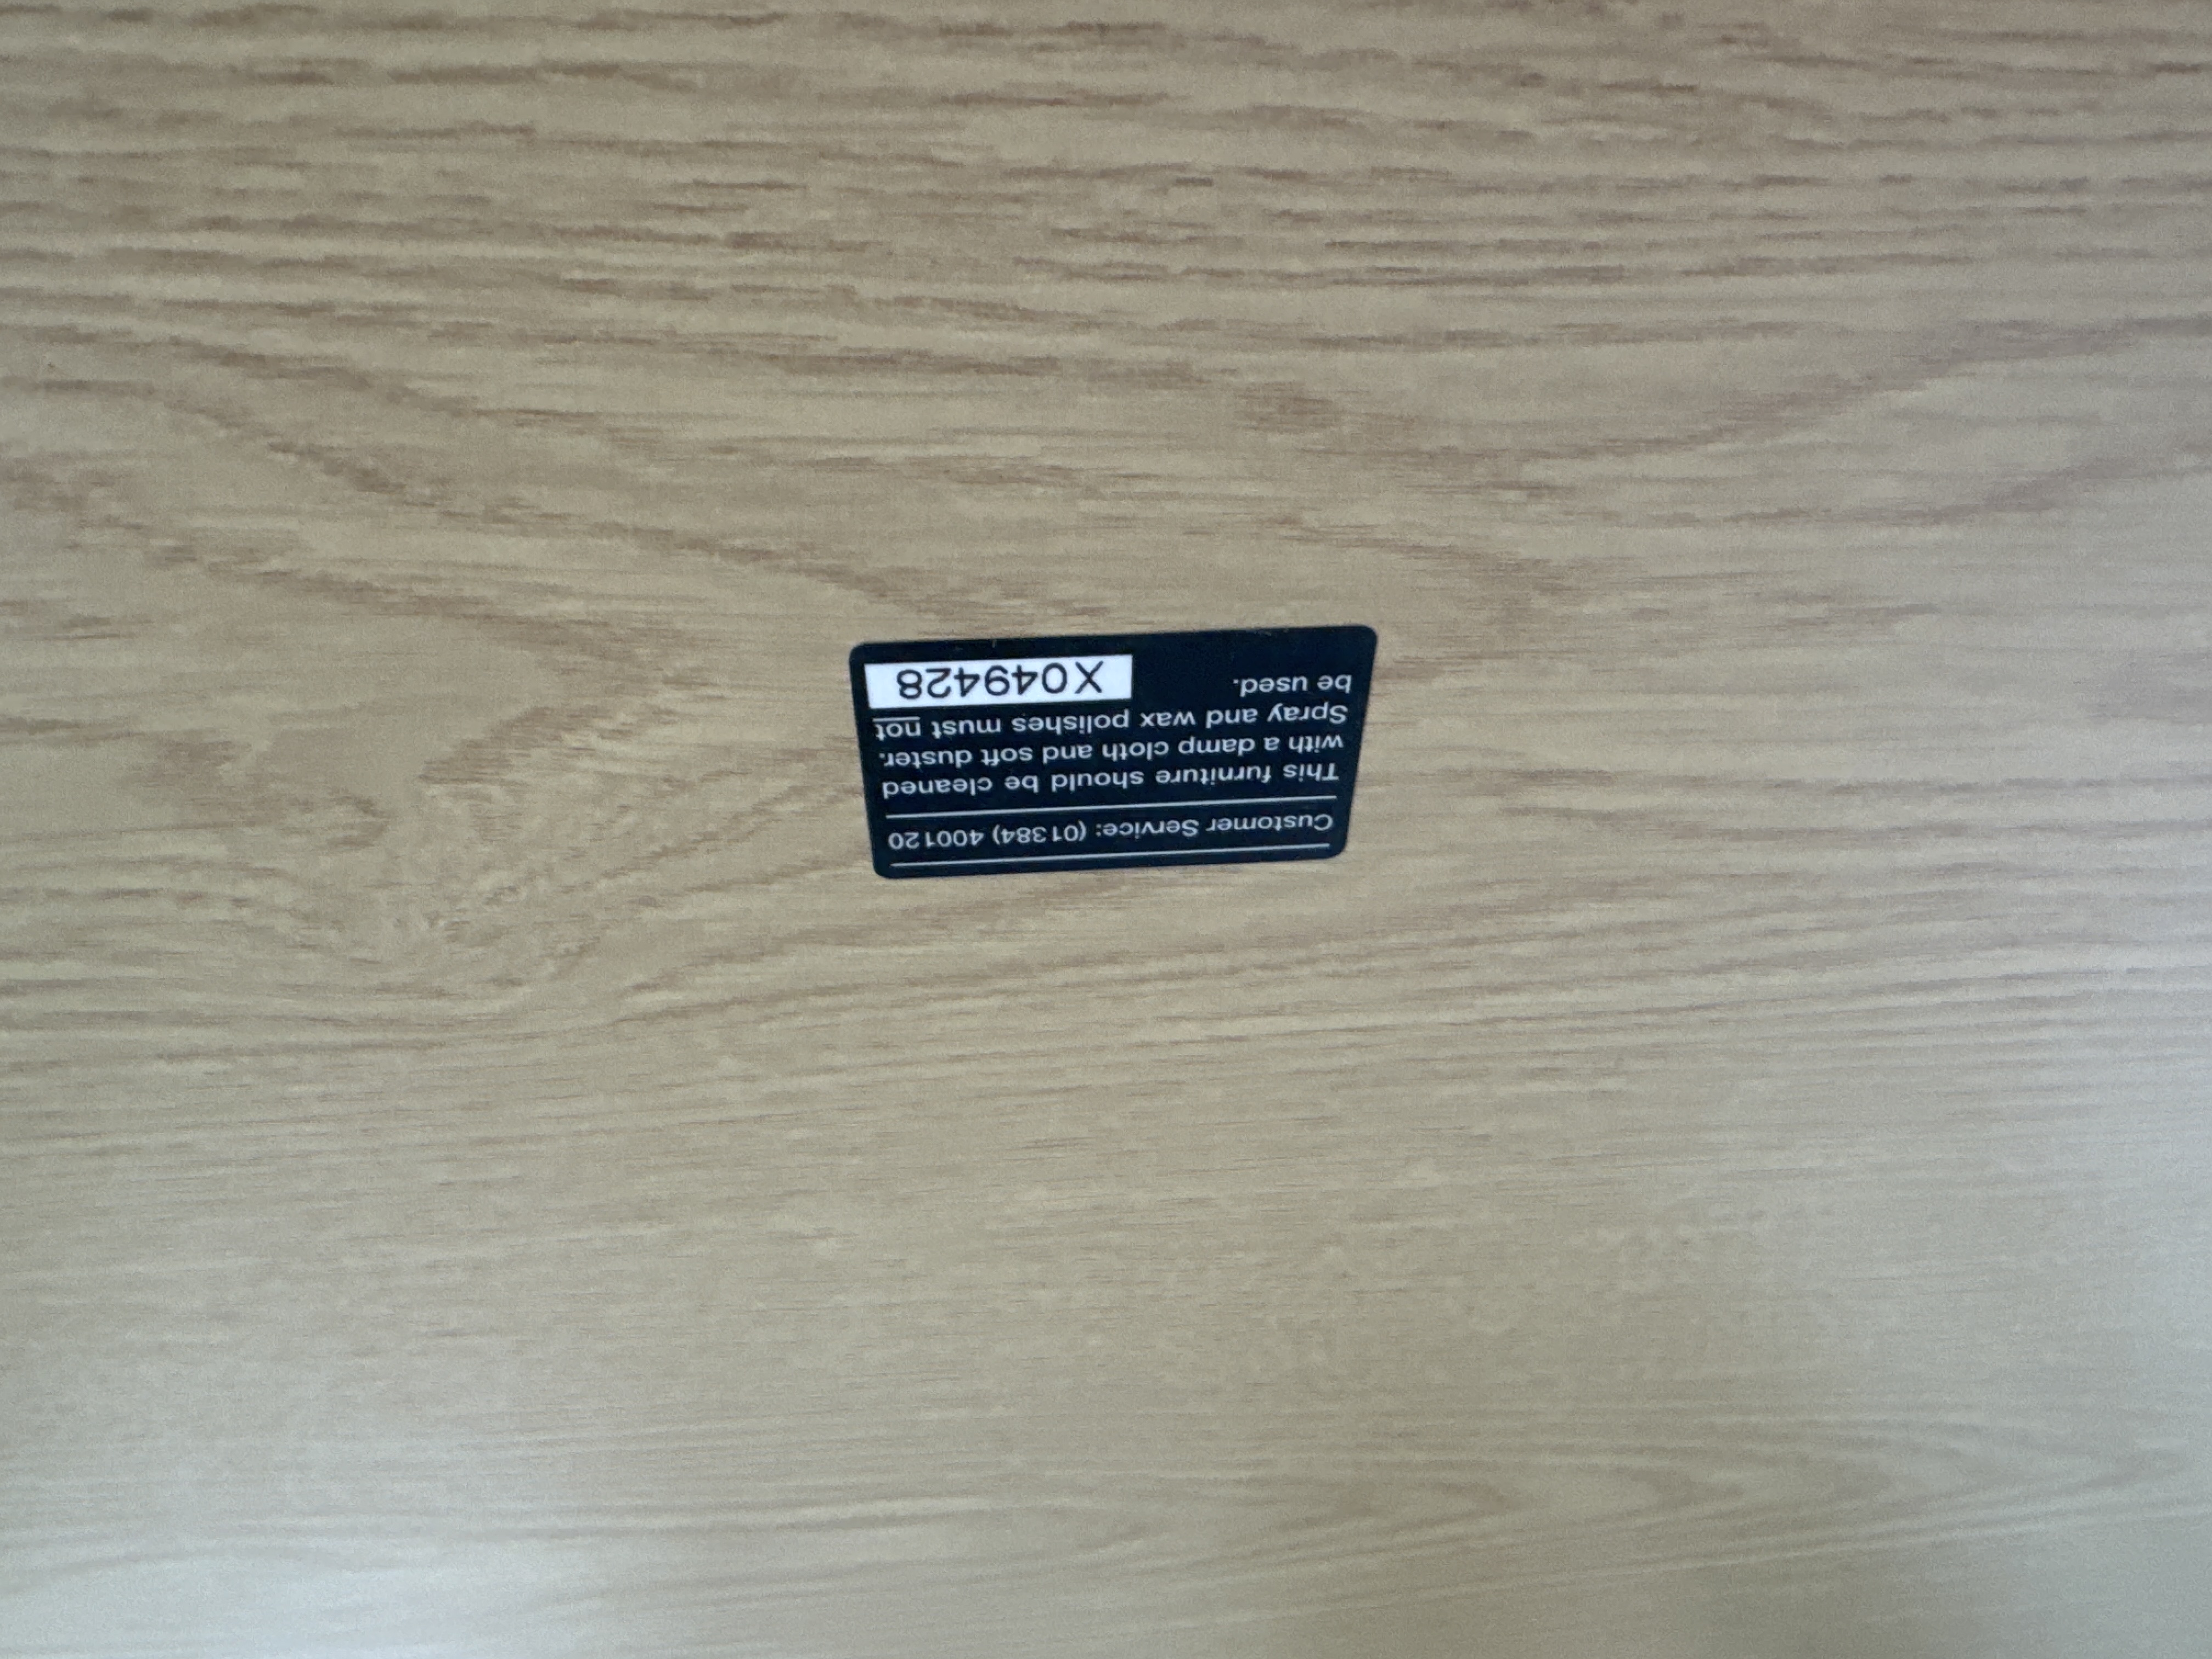 Customer Service: (01384) 400120
This furniture should be cleaned
with a damp cloth and soft duster.
Spray and wax polishes must not
be used.
X049428